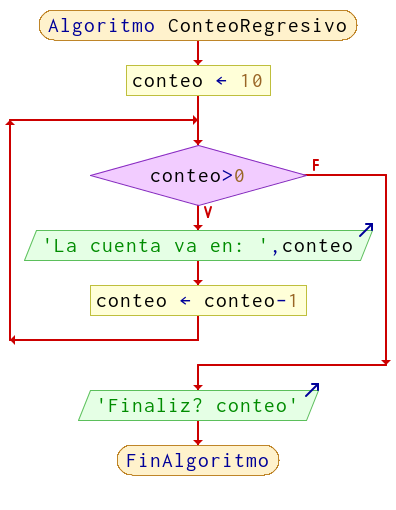 Algoritmo ConteoRegresivo
conteo ← 10
conteo>0
F
V
'La cuenta va en: ',conteo
conteo ← conteo-1
'Finaliz? conteo'
FinAlgoritmo